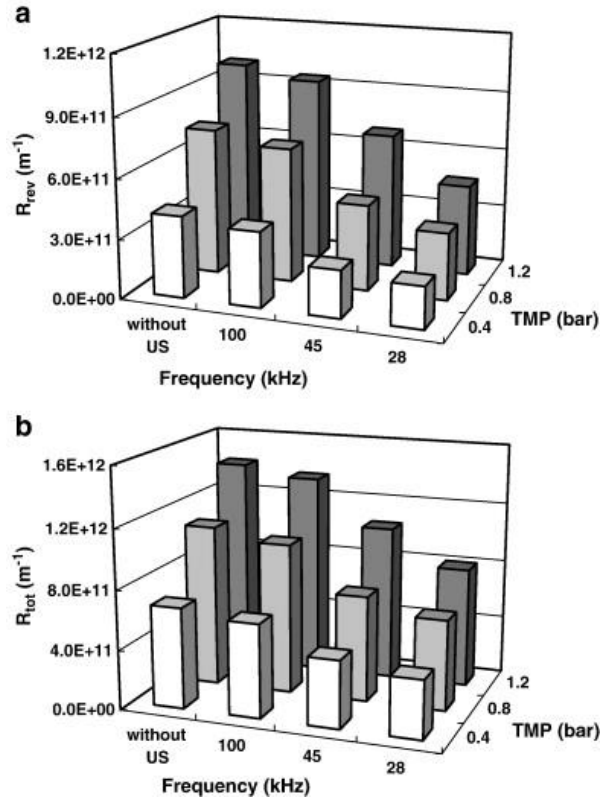 a
1.2E+12
9.0E+11
6.0E+11
3.0E+11
0.0E+00
R_rev (m⁻¹)
without
US
100
45
28
Frequency (kHz)
0.4
0.8
1.2
TMP (bar)
b
1.6E+12
1.2E+12
8.0E+11
4.0E+11
0.0E+00
R_tot (m⁻¹)
without
US
100
45
28
Frequency (kHz)
0.4
0.8
1.2
TMP (bar)